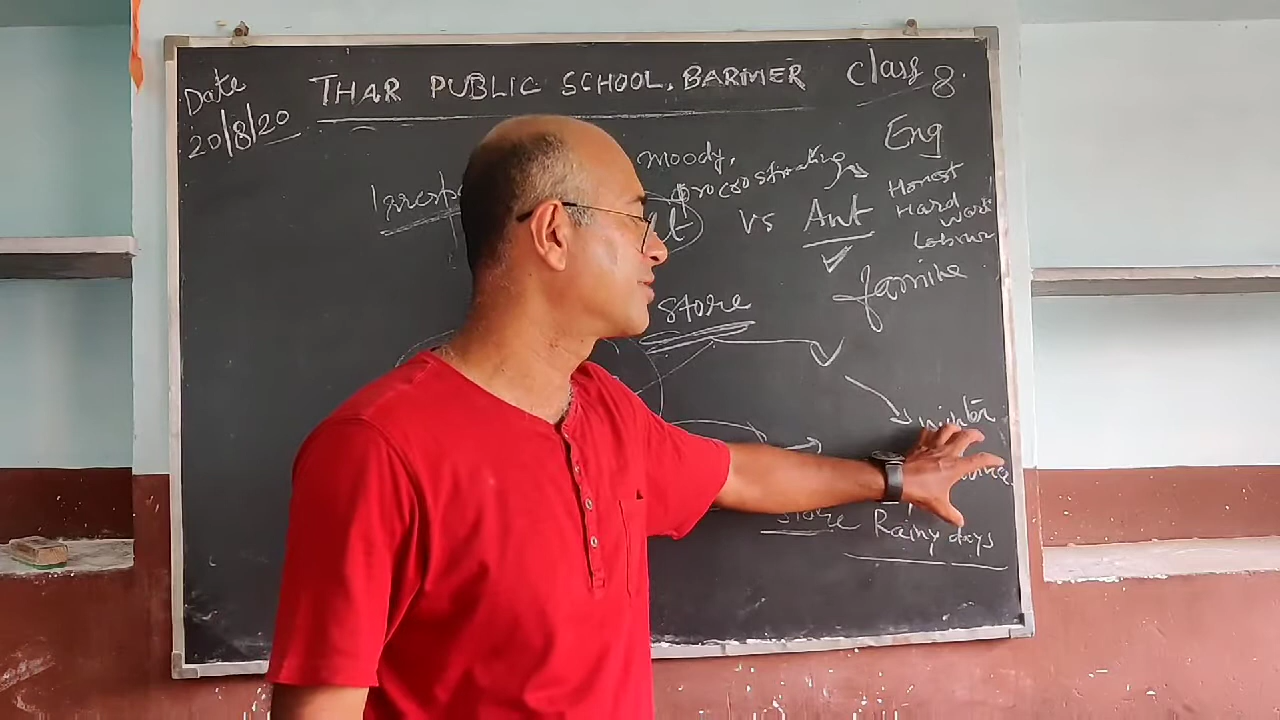 Date
20/8/20
THAR PUBLIC SCHOOL, BARMER
Class 8
Eng
moody,
Honest
Hard
work
Labour
vs Ant
famine
store
winter
store Rainy days